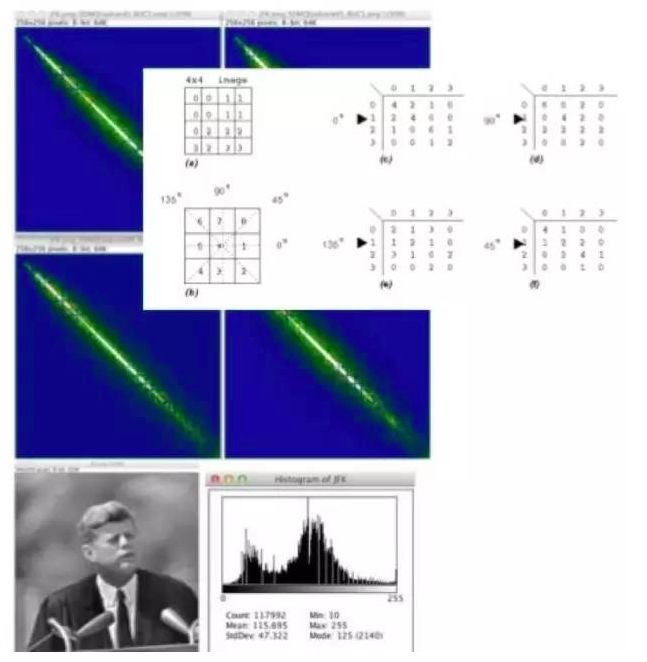 256x256 pixels; 8-bit; 64K
256x256 pixels; 8-bit; 64K
4x4 image
0 0 1 1
0 0 1 1
0 2 2 2
2 2 3 3
(a)
0 1 2 3
0° 0 4 2 1 0
1 2 4 0 0
2 1 0 6 1
3 0 0 1 2
(c)
0 1 2 3
90° 0 6 0 2 0
0 4 2 0
2 2 2 2 2
3 0 0 2 0
(d)
135° 90° 45°
6 7 8
5 1 0°
4 3 2
(b)
0 1 2 3
135° 0 2 1 3 0
1 1 2 1 0
2 3 1 0 2
3 0 0 2 0
(e)
0 1 2 3
45° 0 4 1 0 0
1 2 2 0
2 0 2 4 1
3 0 0 1 0
(f)
256x256 pixels; 8-bit; 64K
256x256 pixels; 8-bit; 64K
Histogram of JFK
0 255
Count: 117992 Min: 10
Mean: 115.695 Max: 255
StdDev: 47.322 Mode: 125 (2140)